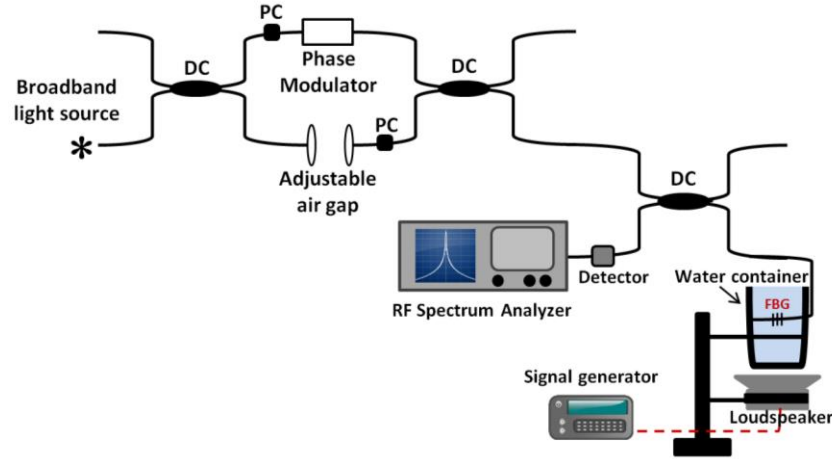 PC
DC
Phase
Modulator
DC
Broadband
light source
*
PC
Adjustable
air gap
DC
Detector
RF Spectrum Analyzer
Water container
FBG
Signal generator
Loudspeaker